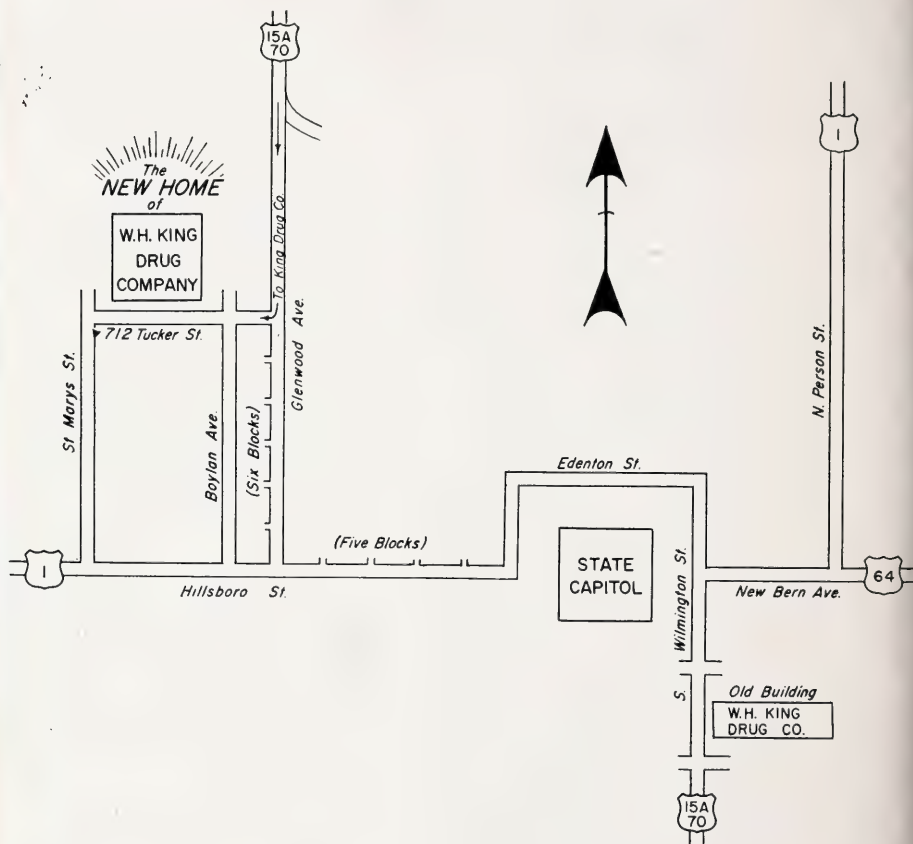 15A
70
The
NEW HOME
of
W.H. KING
DRUG
COMPANY
To King Drug Co.
712 Tucker St.
St Marys St.
Boylan Ave.
(Six Blocks)
Glenwood Ave.
1
N. Person St.
Edenton St.
(Five Blocks)
1
Hillsboro St.
STATE
CAPITOL
S. Wilmington St.
New Bern Ave.
64
Old Building
W.H. KING
DRUG CO.
15A
70